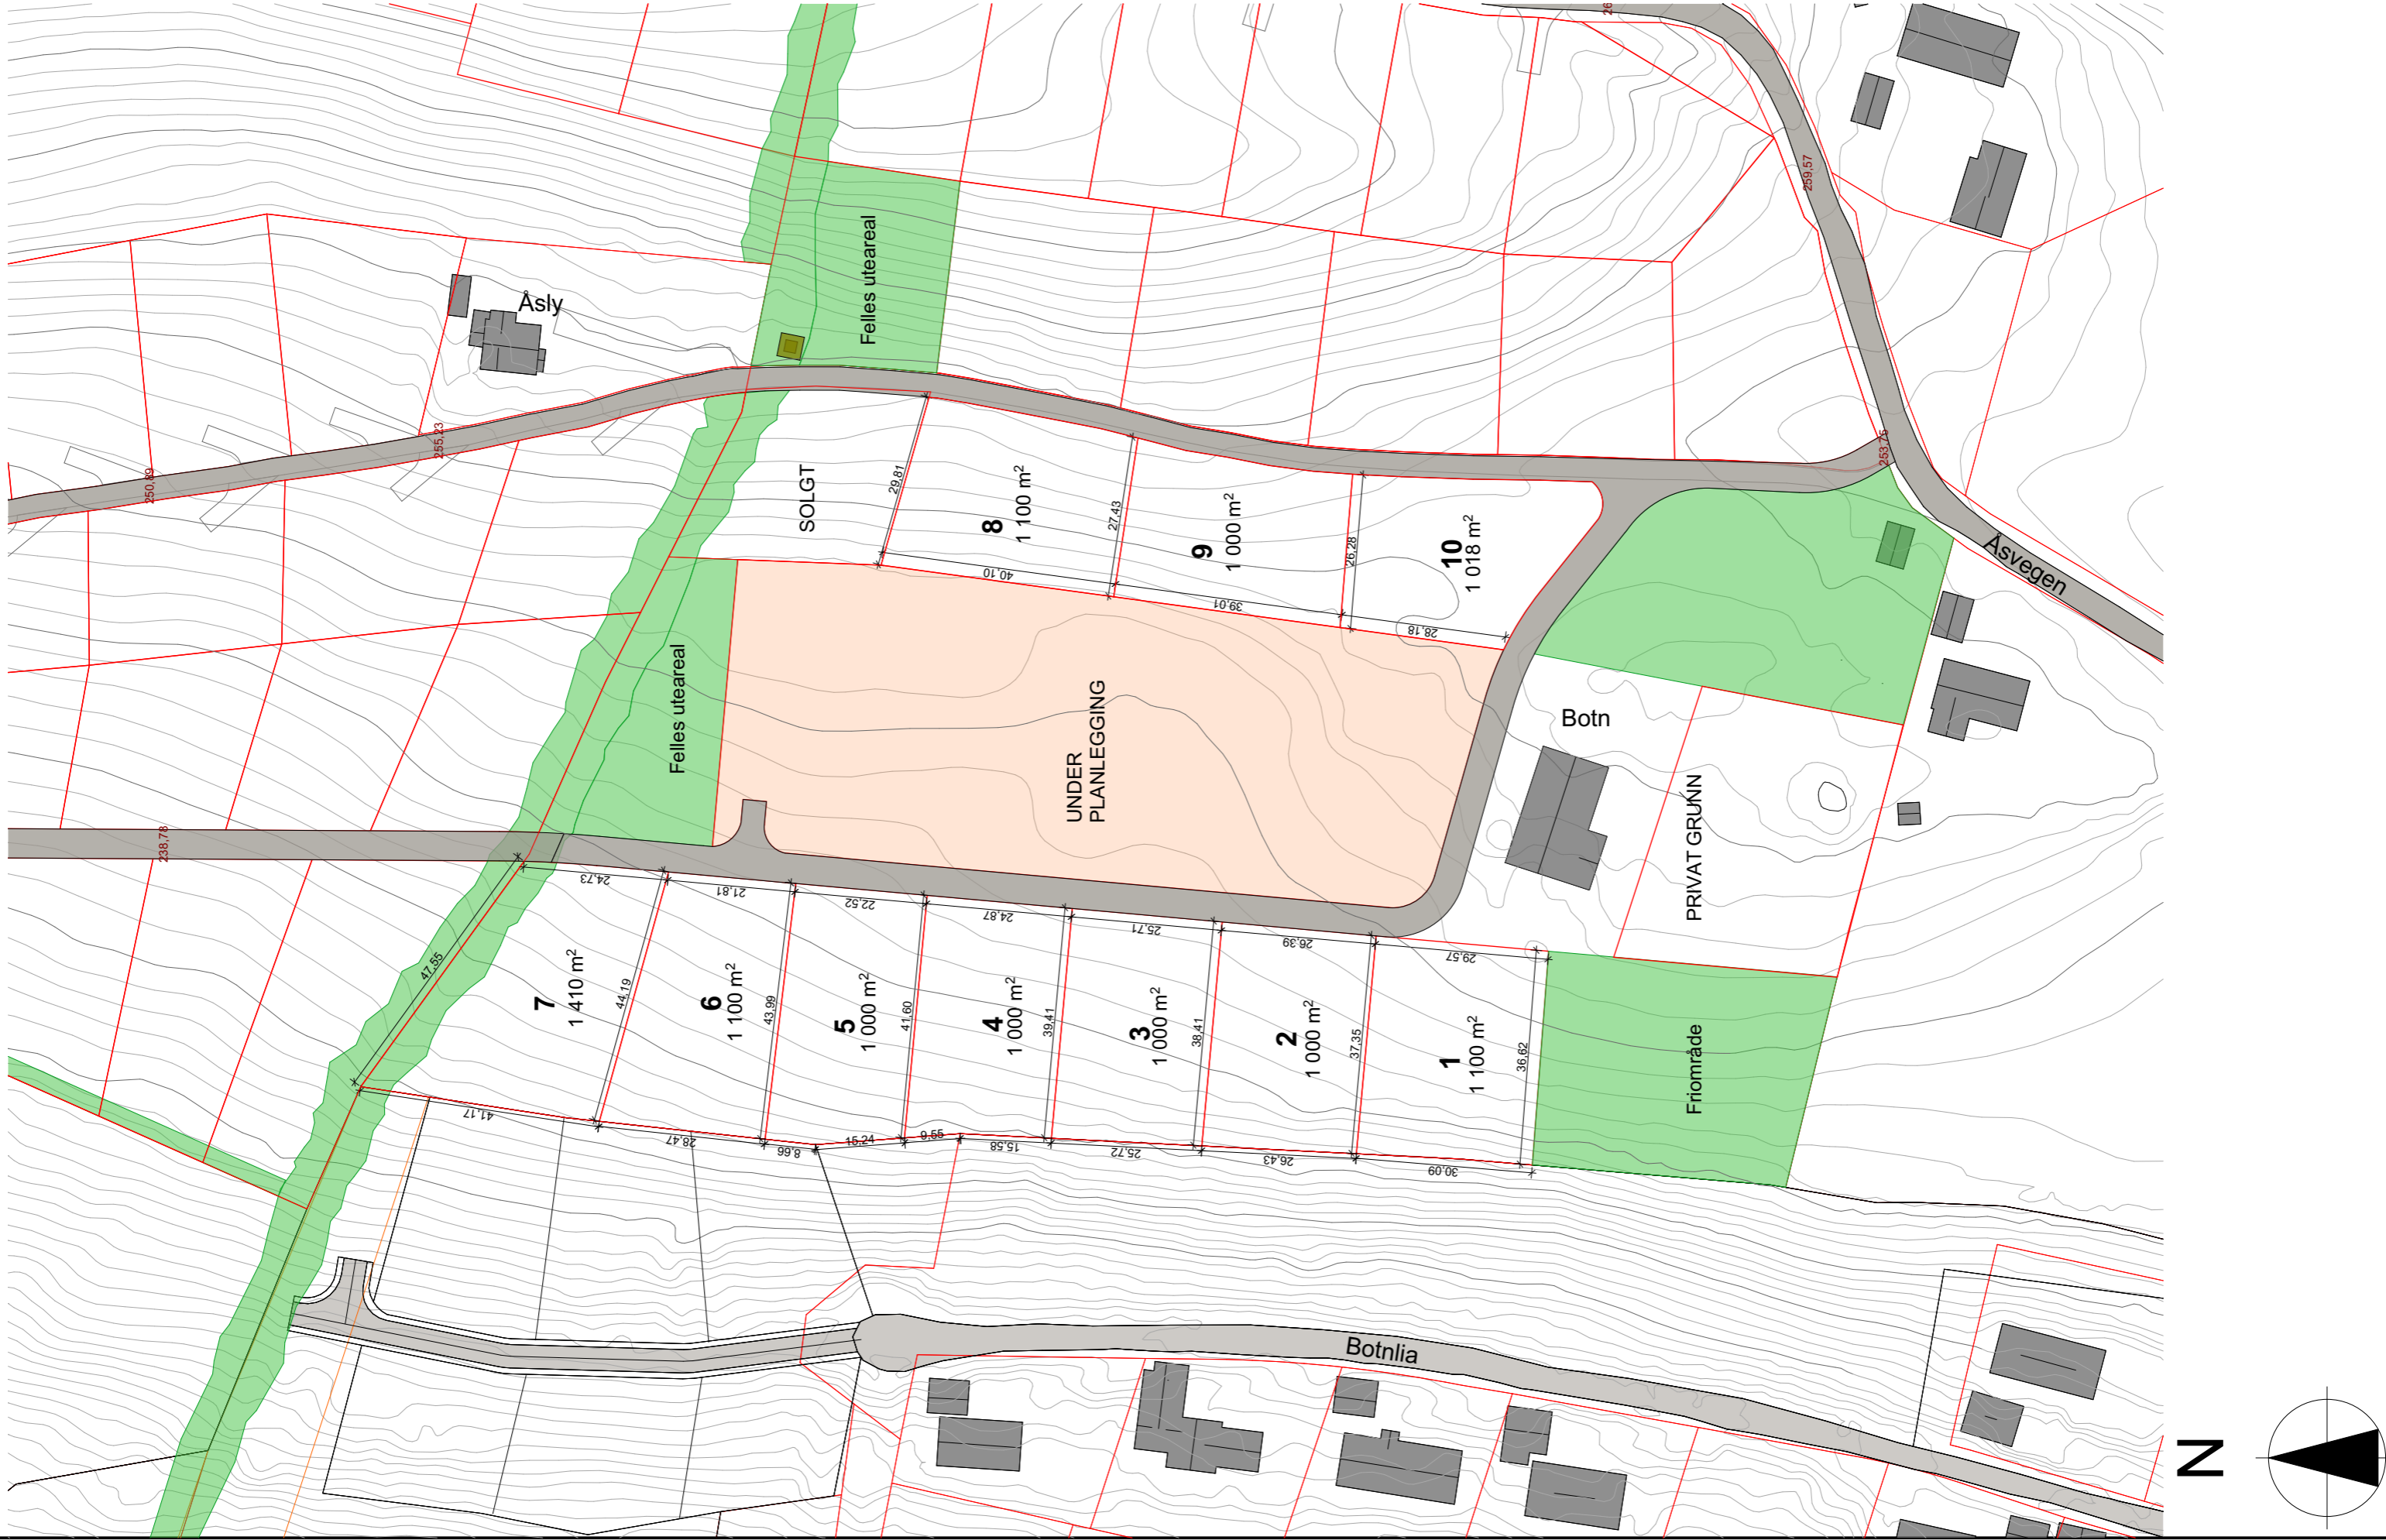 26
259,57
Felles uteareal
Åsly
255,23
250,89
253,75
SOLGT
29,81
8
1 100 m²
27,43
9
1 000 m²
26,28
10
1 018 m²
40,10
39,01
28,18
Åsvegen
Felles uteareal
UNDER
PLANLEGGING
Botn
PRIVAT GRUNN
238,78
24,73
21,81
22,52
24,87
25,71
26,39
29,57
47,55
7
1 410 m²
44,19
6
1 100 m²
43,99
5
1 000 m²
41,60
4
1 000 m²
39,41
3
1 000 m²
38,41
2
1 000 m²
37,35
1
1 100 m²
36,62
Friområde
41,17
28,47
8,66
15,24
9,55
15,58
25,72
26,43
30,09
Botnlia
N